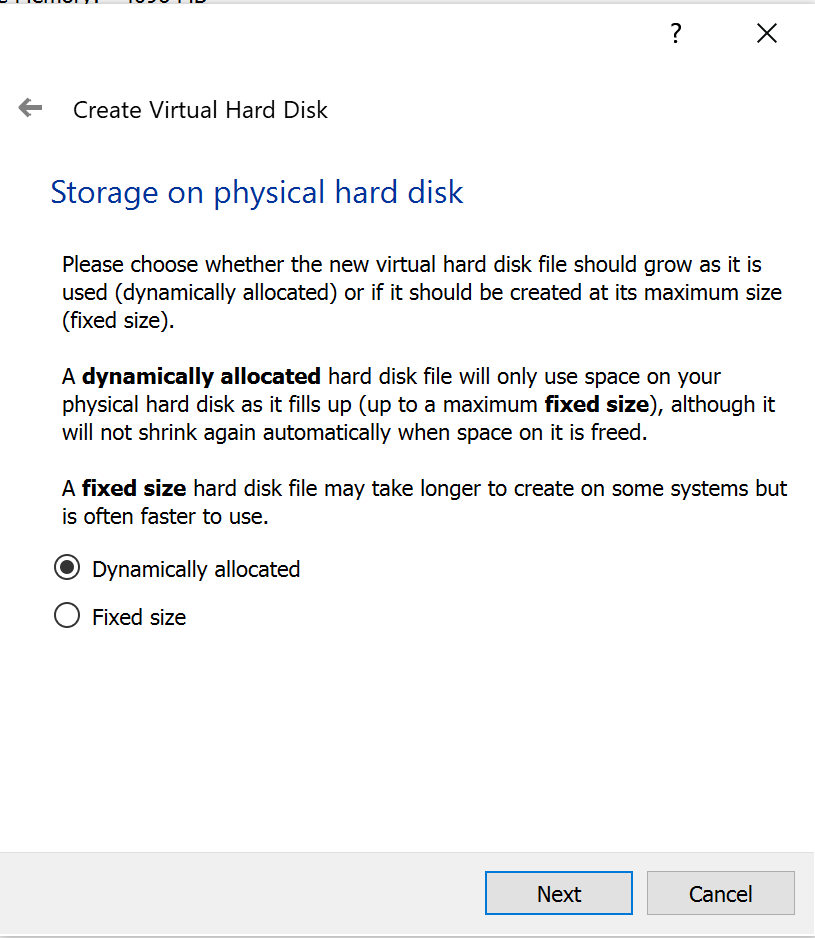 ?
Create Virtual Hard Disk
Storage on physical hard disk
Please choose whether the new virtual hard disk file should grow as it is
used (dynamically allocated) or if it should be created at its maximum size
(fixed size).
A dynamically allocated hard disk file will only use space on your
physical hard disk as it fills up (up to a maximum fixed size), although it
will not shrink again automatically when space on it is freed.
A fixed size hard disk file may take longer to create on some systems but
is often faster to use.
Dynamically allocated
Fixed size
Next
Cancel